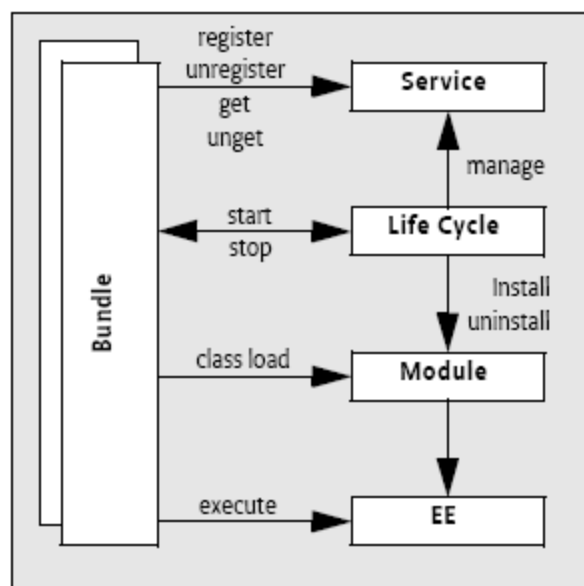 register
unregister
get
unget
Service
manage
start
stop
Life Cycle
Install
uninstall
Bundle
class load
Module
execute
EE